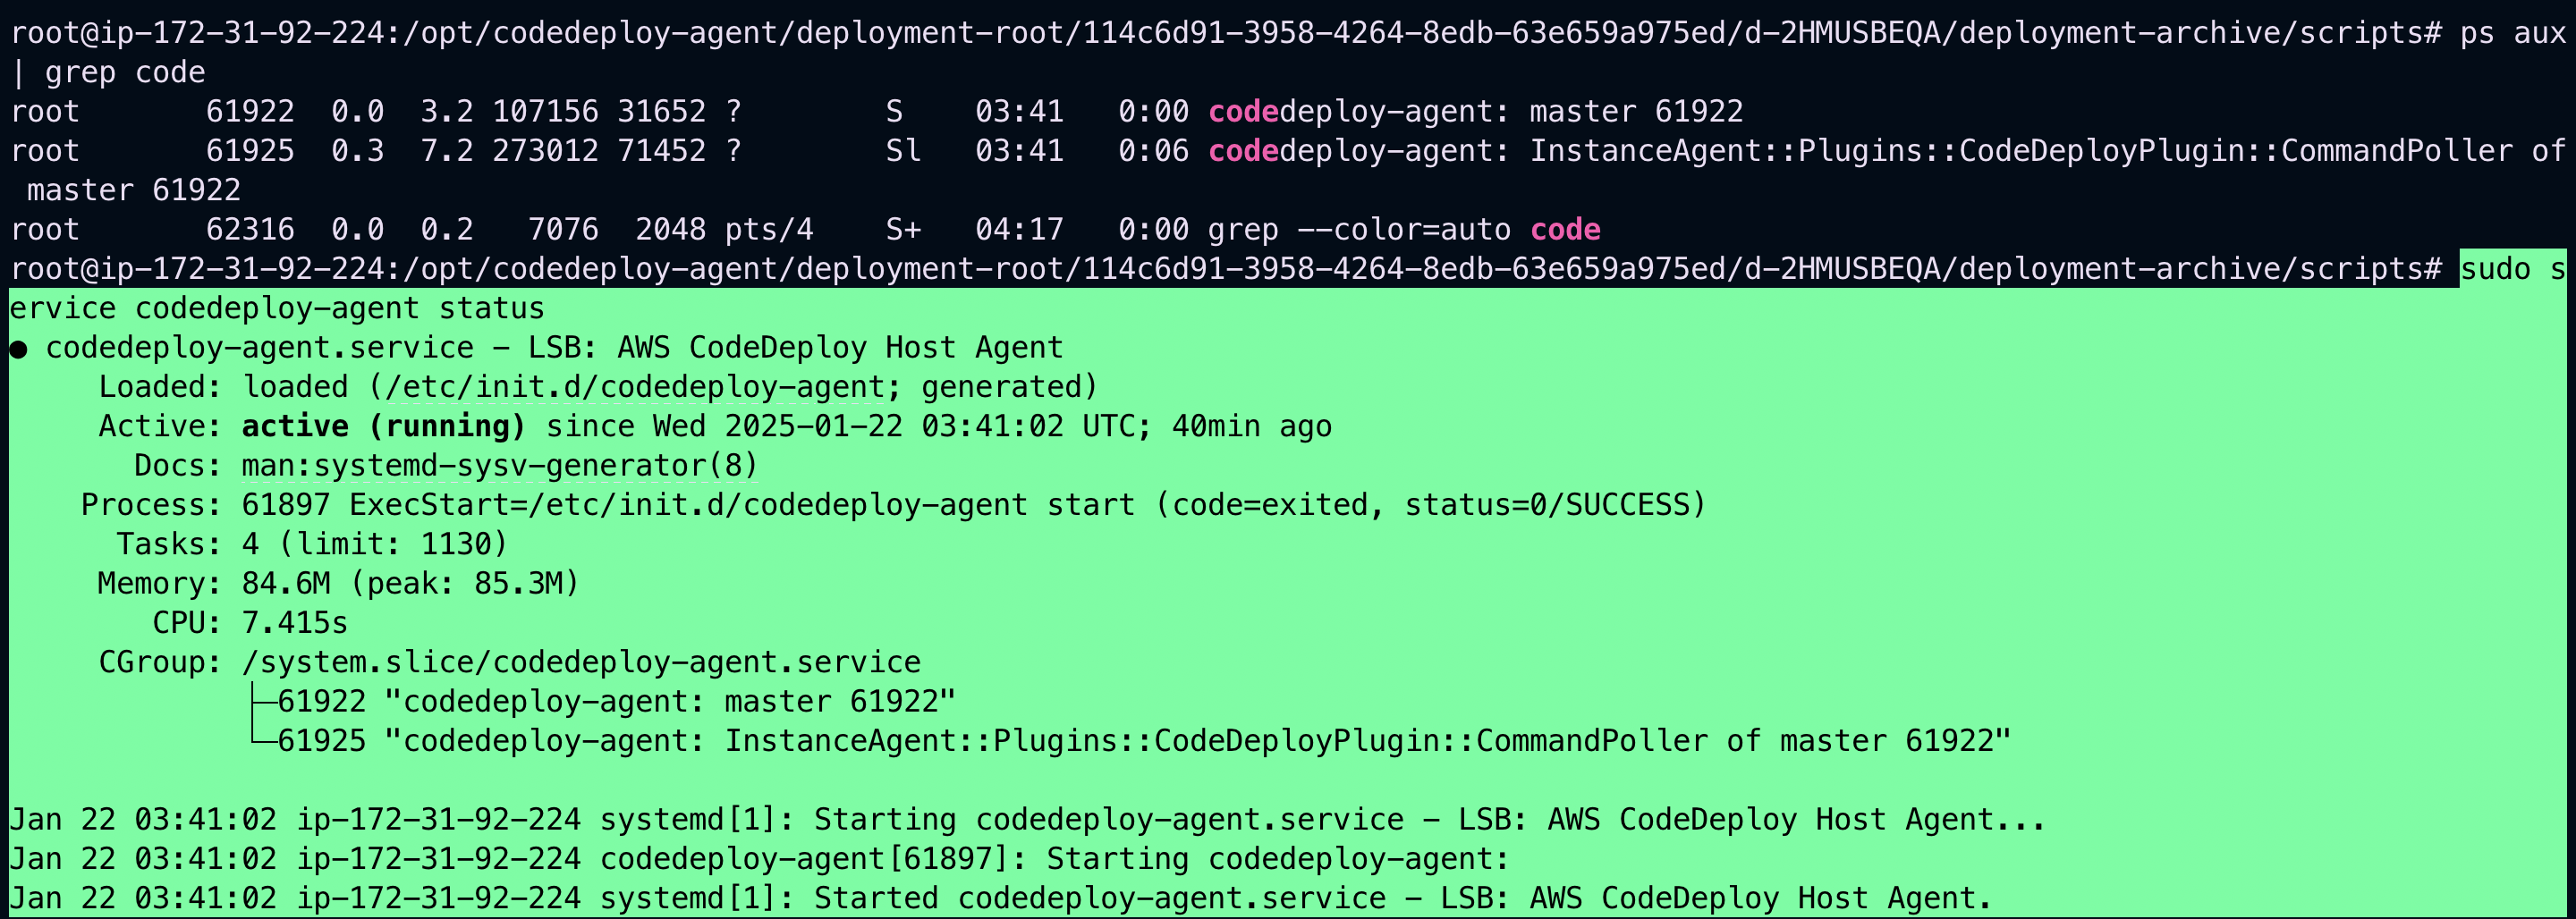 root@ip-172-31-92-224:/opt/codedeploy-agent/deployment-root/114c6d91-3958-4264-8edb-63e659a975ed/d-2HMUSBEQA/deployment-archive/scripts# ps aux
| grep code
root       61922  0.0  3.2 107156 31652 ?        S    03:41   0:00 codedeploy-agent: master 61922
root       61925  0.3  7.2 273012 71452 ?        Sl   03:41   0:06 codedeploy-agent: InstanceAgent::Plugins::CodeDeployPlugin::CommandPoller of
 master 61922
root       62316  0.0  0.2   7076  2048 pts/4    S+   04:17   0:00 grep --color=auto code
root@ip-172-31-92-224:/opt/codedeploy-agent/deployment-root/114c6d91-3958-4264-8edb-63e659a975ed/d-2HMUSBEQA/deployment-archive/scripts# sudo s
ervice codedeploy-agent status
● codedeploy-agent.service - LSB: AWS CodeDeploy Host Agent
     Loaded: loaded (/etc/init.d/codedeploy-agent; generated)
     Active: active (running) since Wed 2025-01-22 03:41:02 UTC; 40min ago
       Docs: man:systemd-sysv-generator(8)
    Process: 61897 ExecStart=/etc/init.d/codedeploy-agent start (code=exited, status=0/SUCCESS)
      Tasks: 4 (limit: 1130)
     Memory: 84.6M (peak: 85.3M)
        CPU: 7.415s
     CGroup: /system.slice/codedeploy-agent.service
             ├─61922 "codedeploy-agent: master 61922"
             └─61925 "codedeploy-agent: InstanceAgent::Plugins::CodeDeployPlugin::CommandPoller of master 61922"

Jan 22 03:41:02 ip-172-31-92-224 systemd[1]: Starting codedeploy-agent.service - LSB: AWS CodeDeploy Host Agent...
Jan 22 03:41:02 ip-172-31-92-224 codedeploy-agent[61897]: Starting codedeploy-agent:
Jan 22 03:41:02 ip-172-31-92-224 systemd[1]: Started codedeploy-agent.service - LSB: AWS CodeDeploy Host Agent.